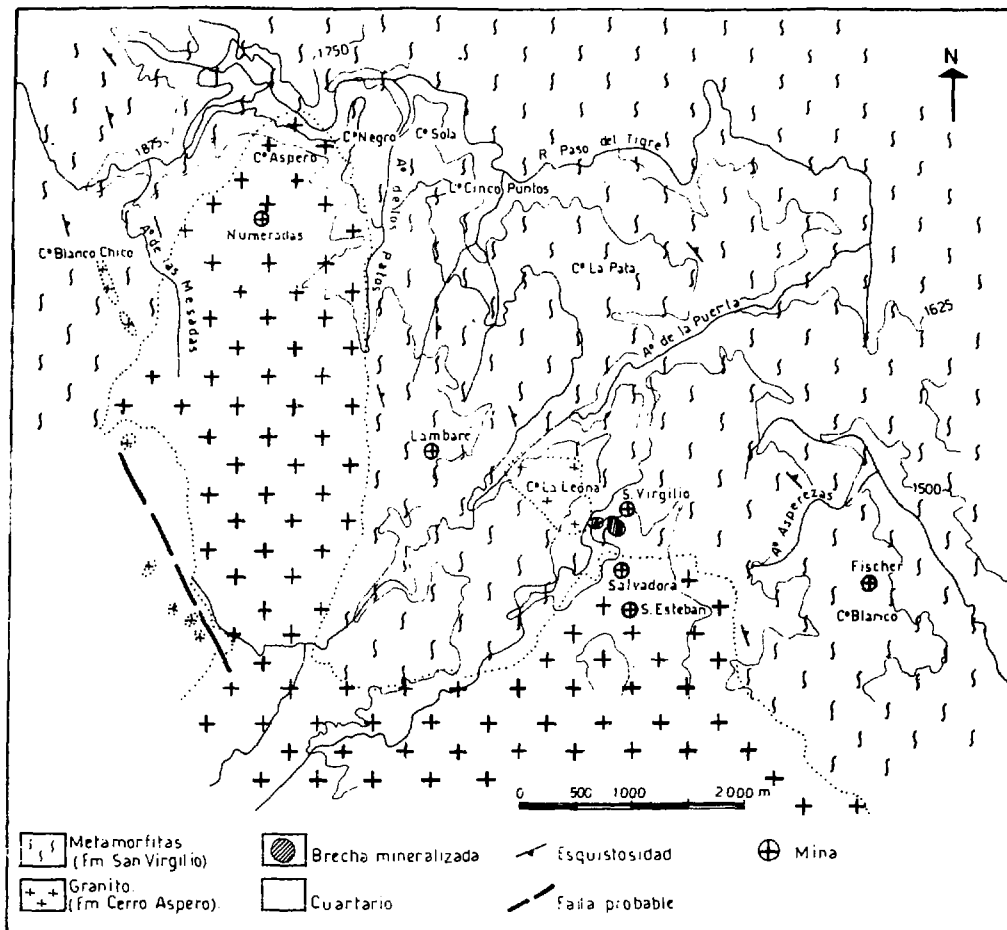 1750
N
Cº Negro
Cº Sola
1875
Cº Aspero
R. Paso del Tigre
Aº de los Patos
Cº Cinco Puntos
Numeradas
Cº Blanco Chico
Aº de las Mesadas
Cº La Pata
1625
Aº de la Puerta
Lambare
Cº La Leona
S. Virgilio
1500
Aº Asperezas
Fischer
Salvadora
S. Esteban
Cº Blanco
0 500 1000 2000 m
Metamorfitas
(Fm San Virgilio)
Brecha mineralizada
Esquistosidad
Mina
Granito.
(Fm Cerro Aspero).
Cuartario
Falla probable